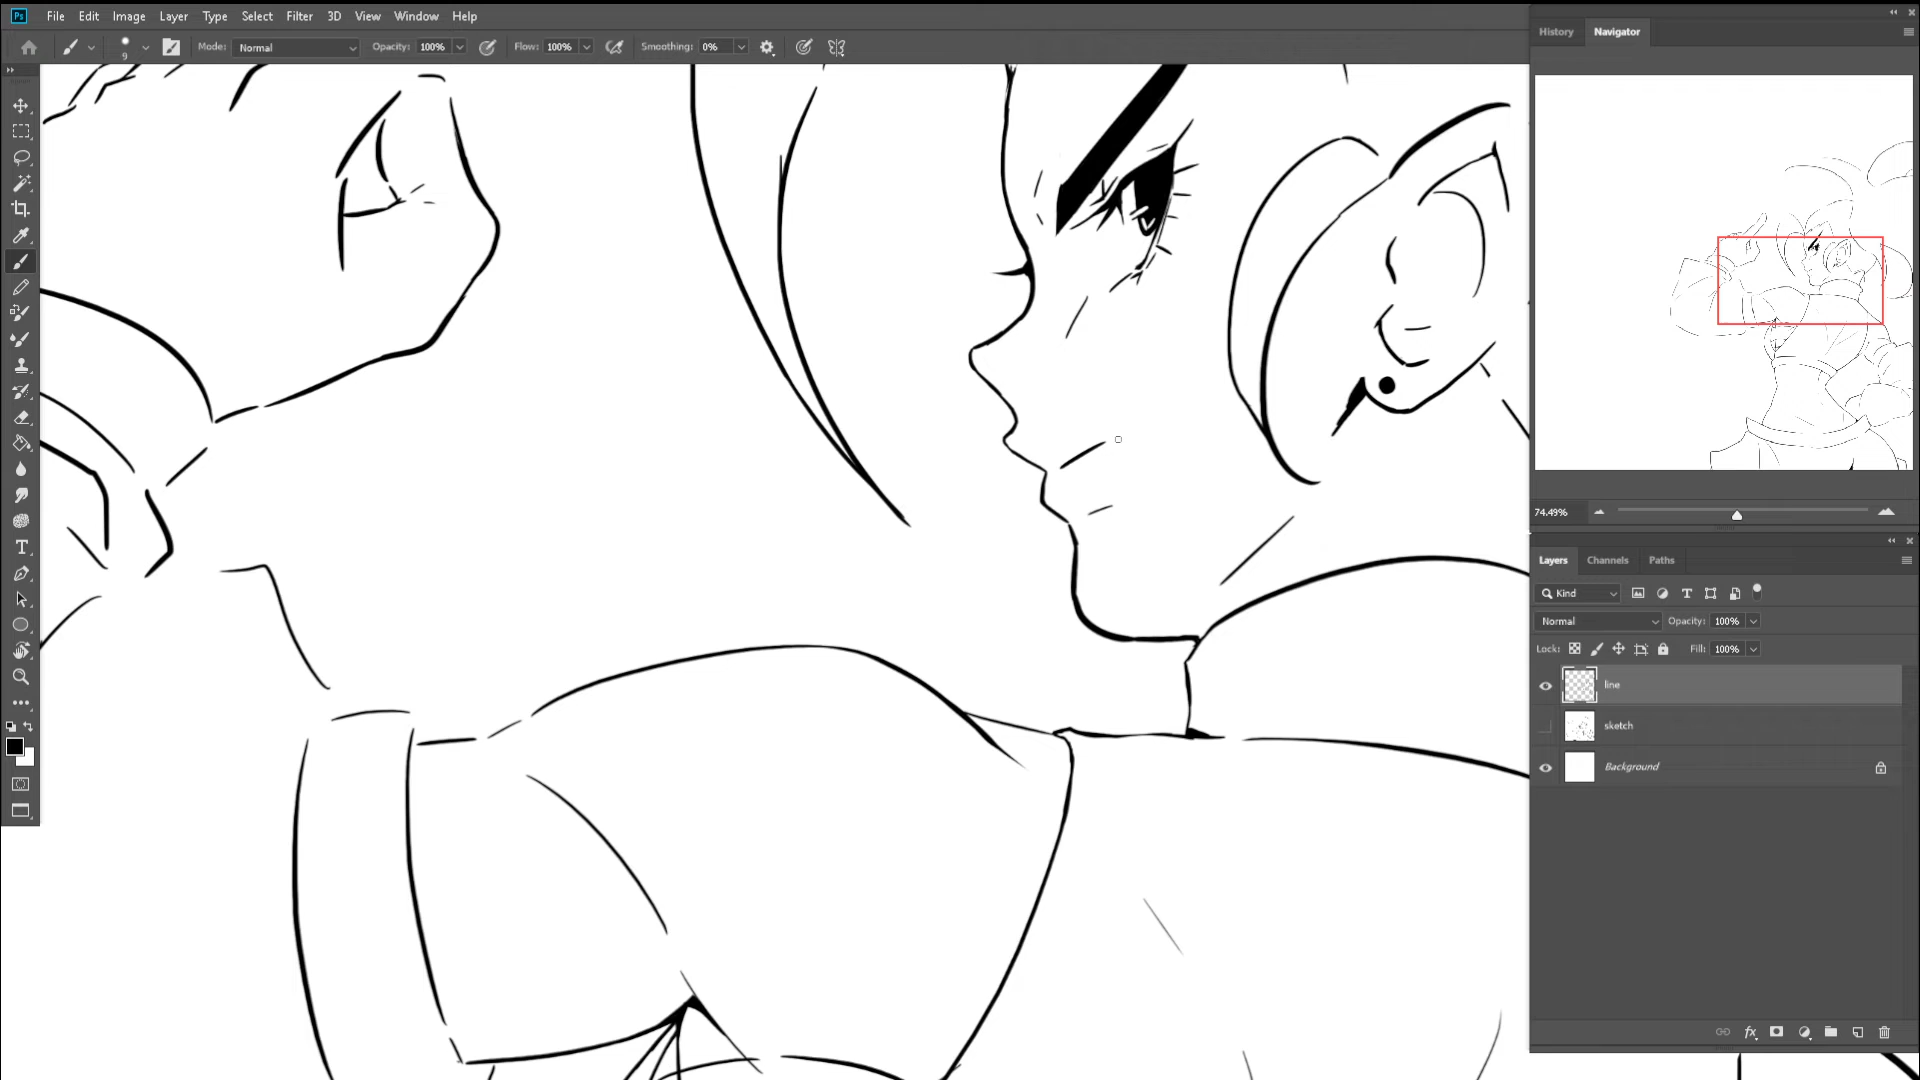 Ps File Edit Image Layer Type Select Filter 3D View Window Help
9 Mode: Normal Opacity: 100% Flow: 100% Smoothing: 0%
History Navigator
74.49%
Layers Channels Paths
Kind
Normal Opacity: 100%
Lock: Fill: 100%
line
sketch
Background